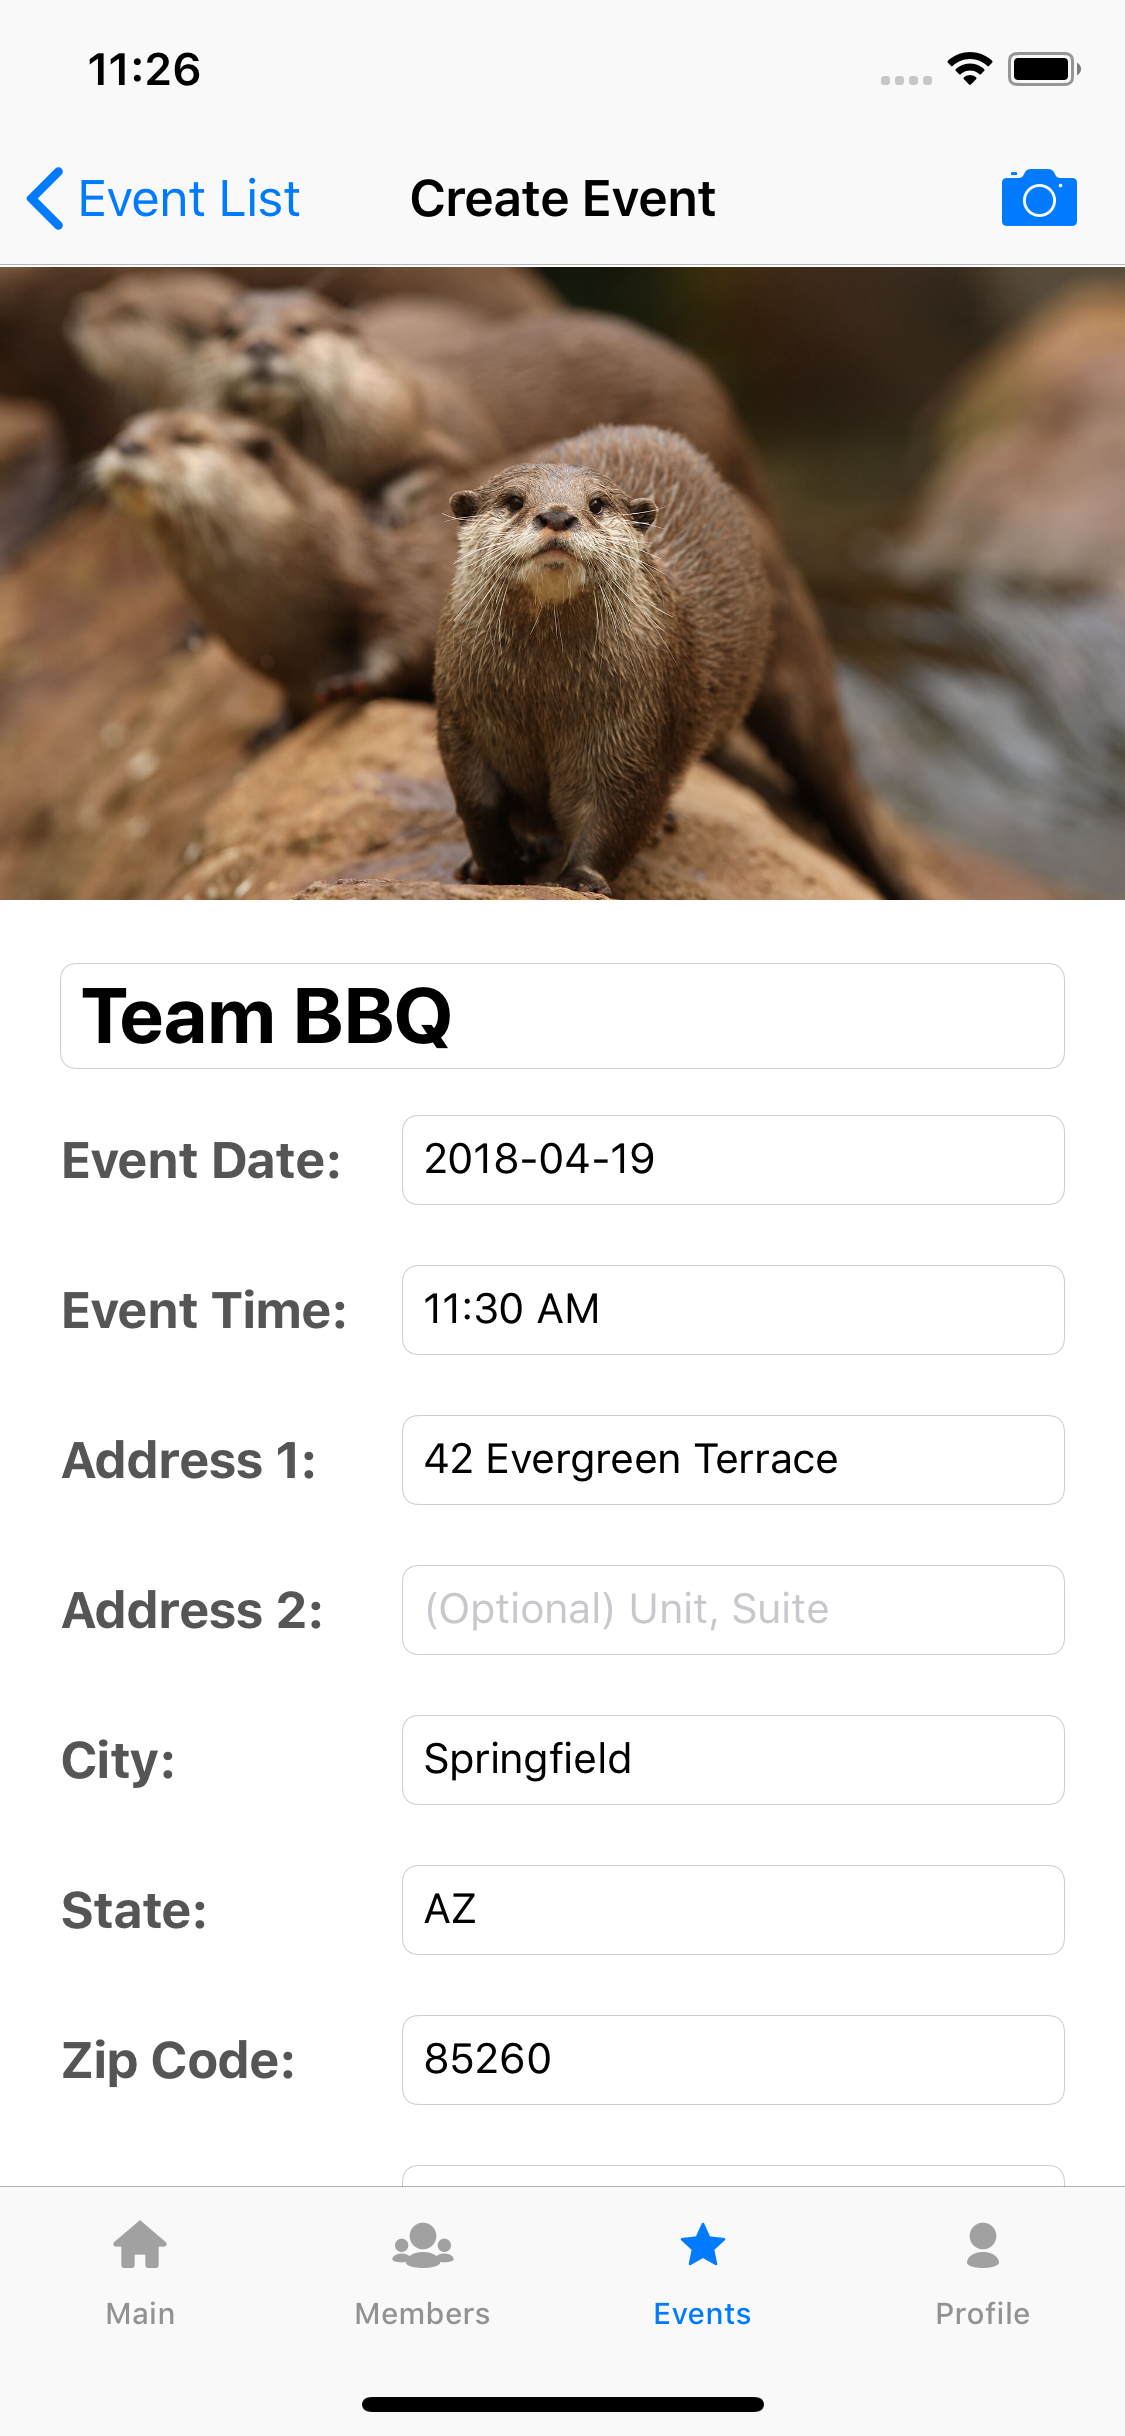 11:26
Event List Create Event
Team BBQ
Event Date: 2018-04-19
Event Time: 11:30 AM
Address 1: 42 Evergreen Terrace
Address 2: (Optional) Unit, Suite
City: Springfield
State: AZ
Zip Code: 85260
Main Members Events Profile